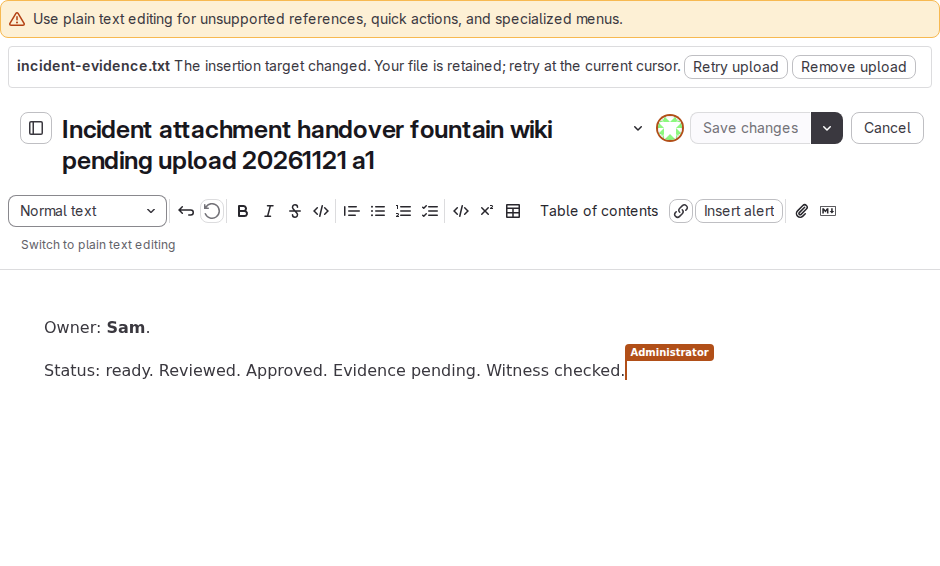 Use plain text editing for unsupported references, quick actions, and specialized menus.
incident-evidence.txt The insertion target changed. Your file is retained; retry at the current cursor. Retry upload Remove upload
Incident attachment handover fountain wiki
pending upload 20261121 a1
Save changes Cancel
Normal text B I S Table of contents Insert alert
Switch to plain text editing
Owner: Sam.
Administrator
Status: ready. Reviewed. Approved. Evidence pending. Witness checked.